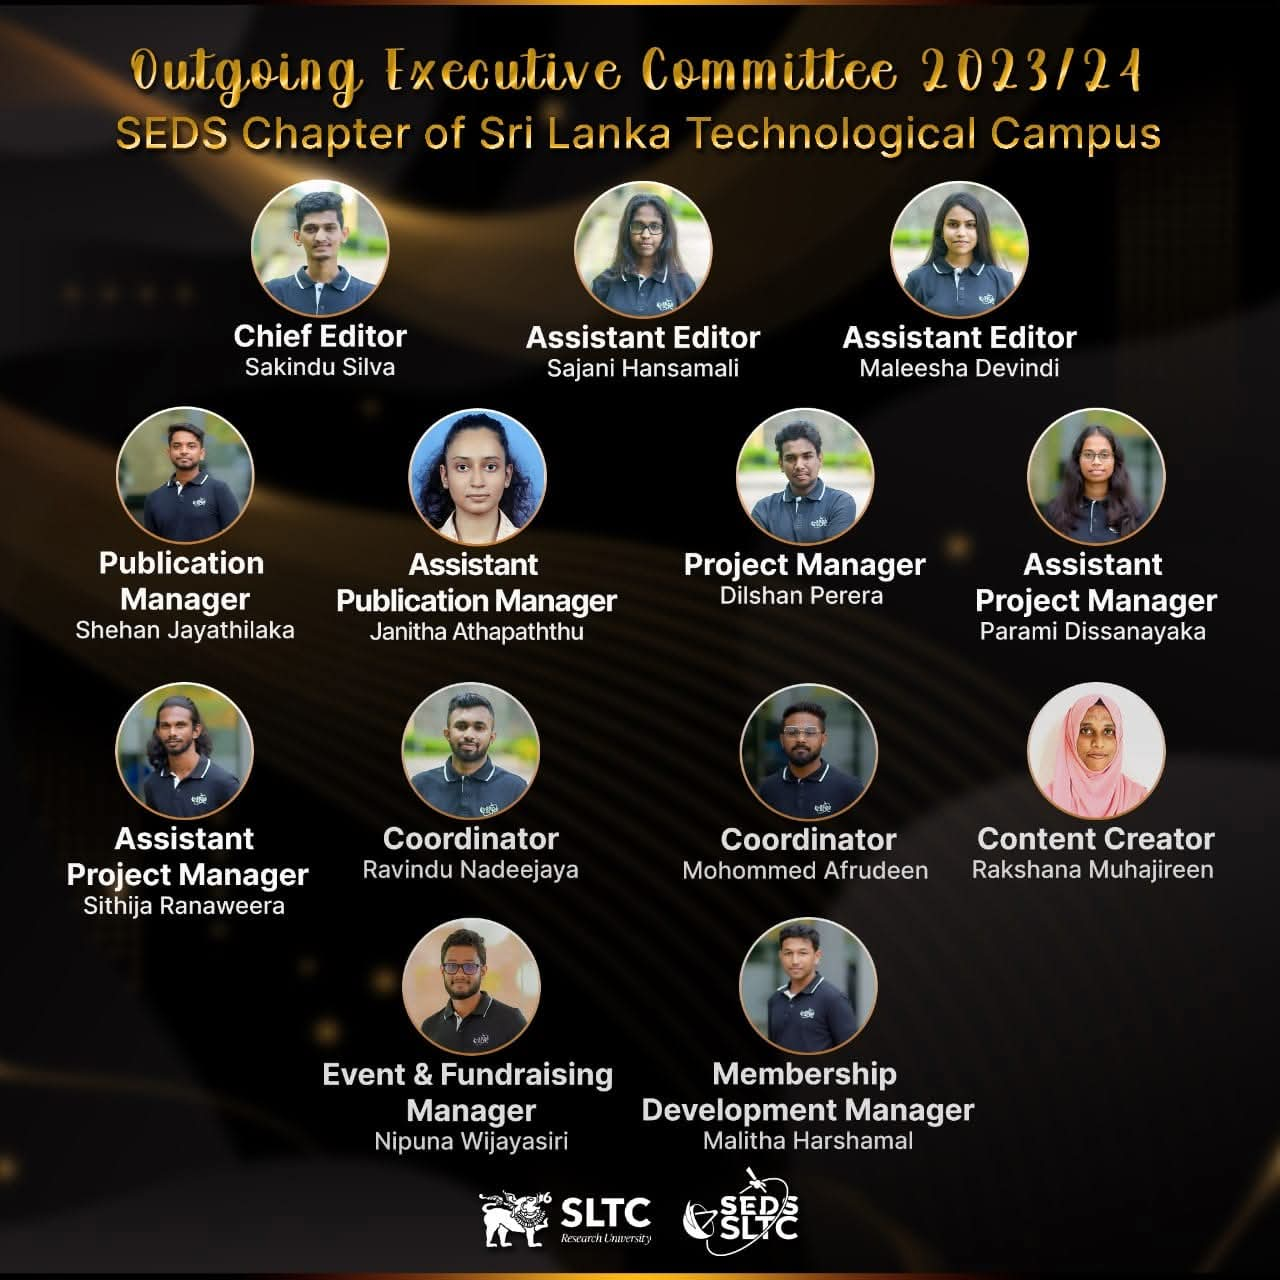 Outgoing Executive Committee 2023/24
SEDS Chapter of Sri Lanka Technological Campus
Chief Editor
Sakindu Silva
Assistant Editor
Sajani Hansamali
Assistant Editor
Maleesha Devindi
Publication
Manager
Shehan Jayathilaka
Assistant
Publication Manager
Janitha Athapaththu
Project Manager
Dilshan Perera
Assistant
Project Manager
Parami Dissanayaka
Assistant
Project Manager
Sithija Ranaweera
Coordinator
Ravindu Nadeejaya
Coordinator
Mohommed Afrudeen
Content Creator
Rakshana Muhajireen
Event & Fundraising
Manager
Nipuna Wijayasiri
Membership
Development Manager
Malitha Harshamal
SLTC
Research University
SEDS
SLTC